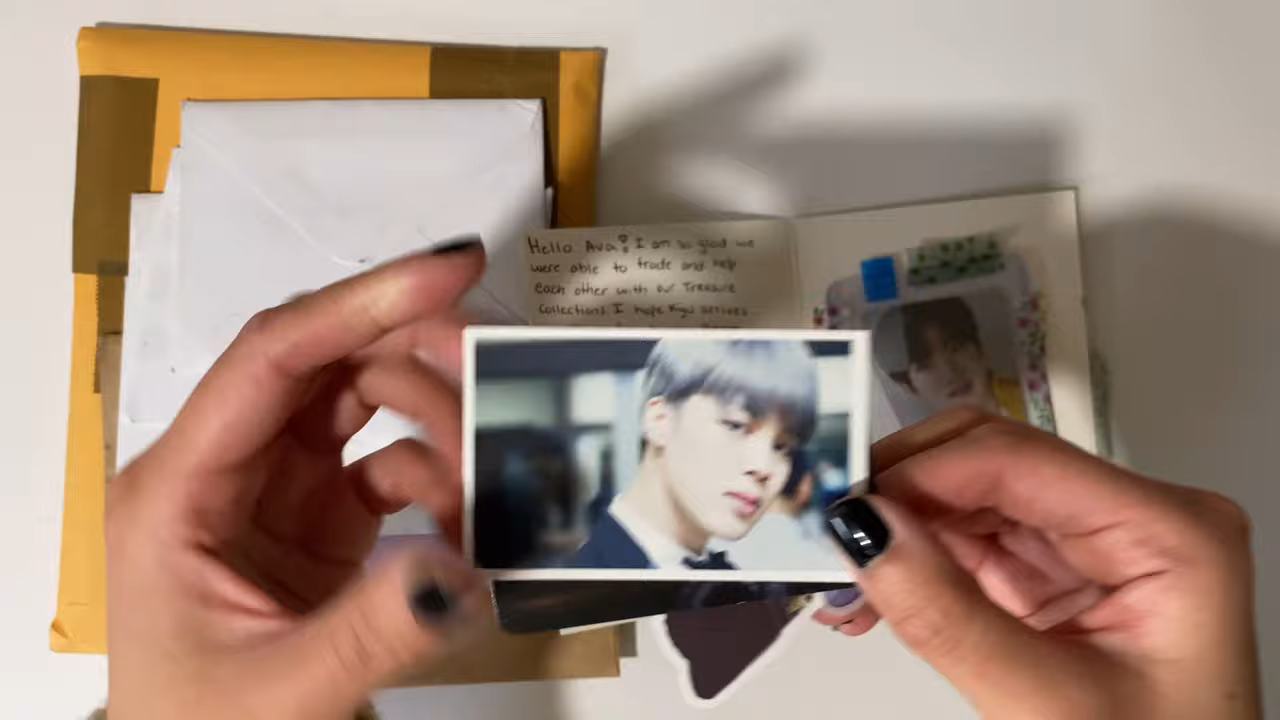 Hello Ava! I am so glad we
were able to trade and help
each other with our Treasure
collections. I hope Kyu arrives